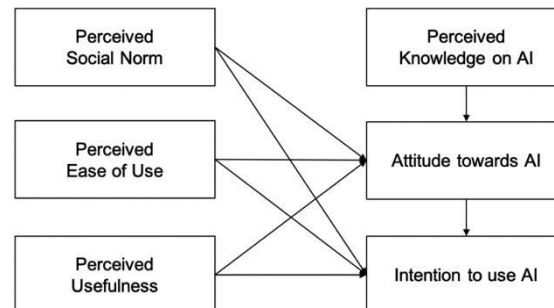 Perceived
Social Norm
Perceived
Knowledge on AI
Perceived
Ease of Use
Attitude towards AI
Perceived
Usefulness
Intention to use AI